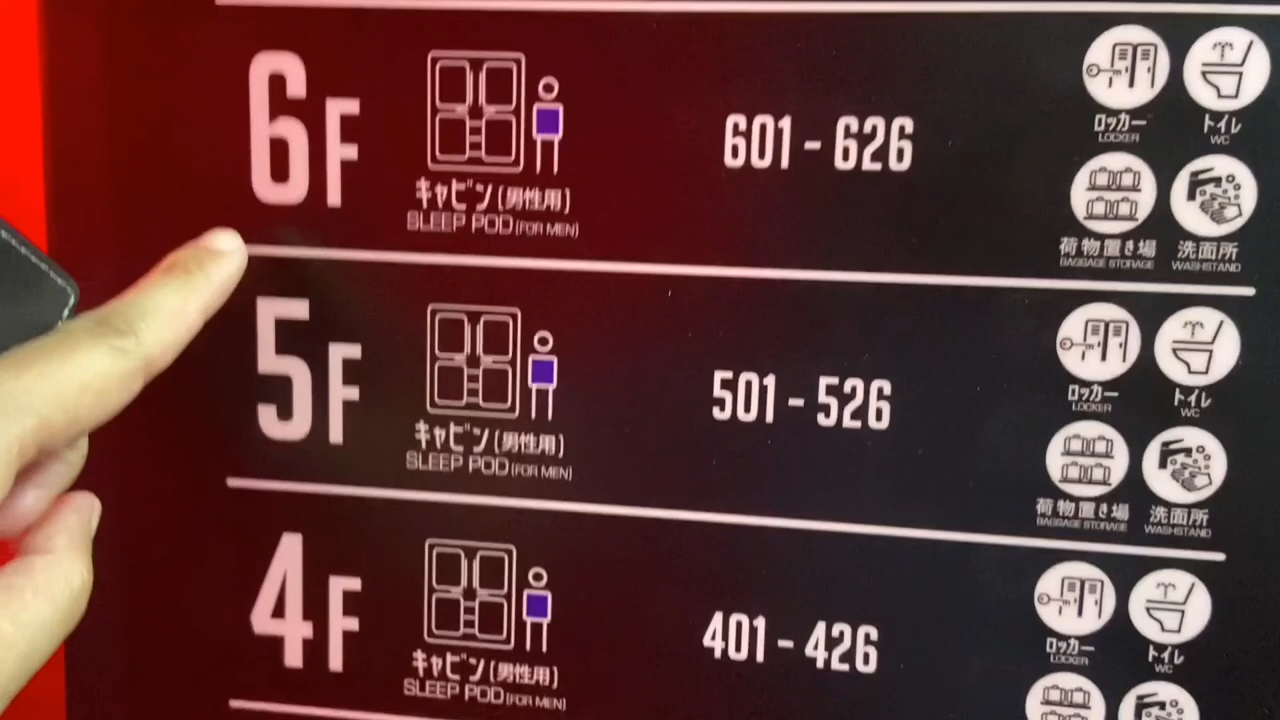 6F
キャビン(男性用)
SLEEP POD(FOR MEN)
601 - 626
ロッカー
LOCKER
トイレ
WC
荷物置き場
BAGGAGE STORAGE
洗面所
WASHSTAND
5F
キャビン(男性用)
SLEEP POD(FOR MEN)
501 - 526
ロッカー
LOCKER
トイレ
WC
荷物置き場
BAGGAGE STORAGE
洗面所
WASHSTAND
4F
キャビン(男性用)
SLEEP POD(FOR MEN)
401 - 426
ロッカー
LOCKER
トイレ
WC